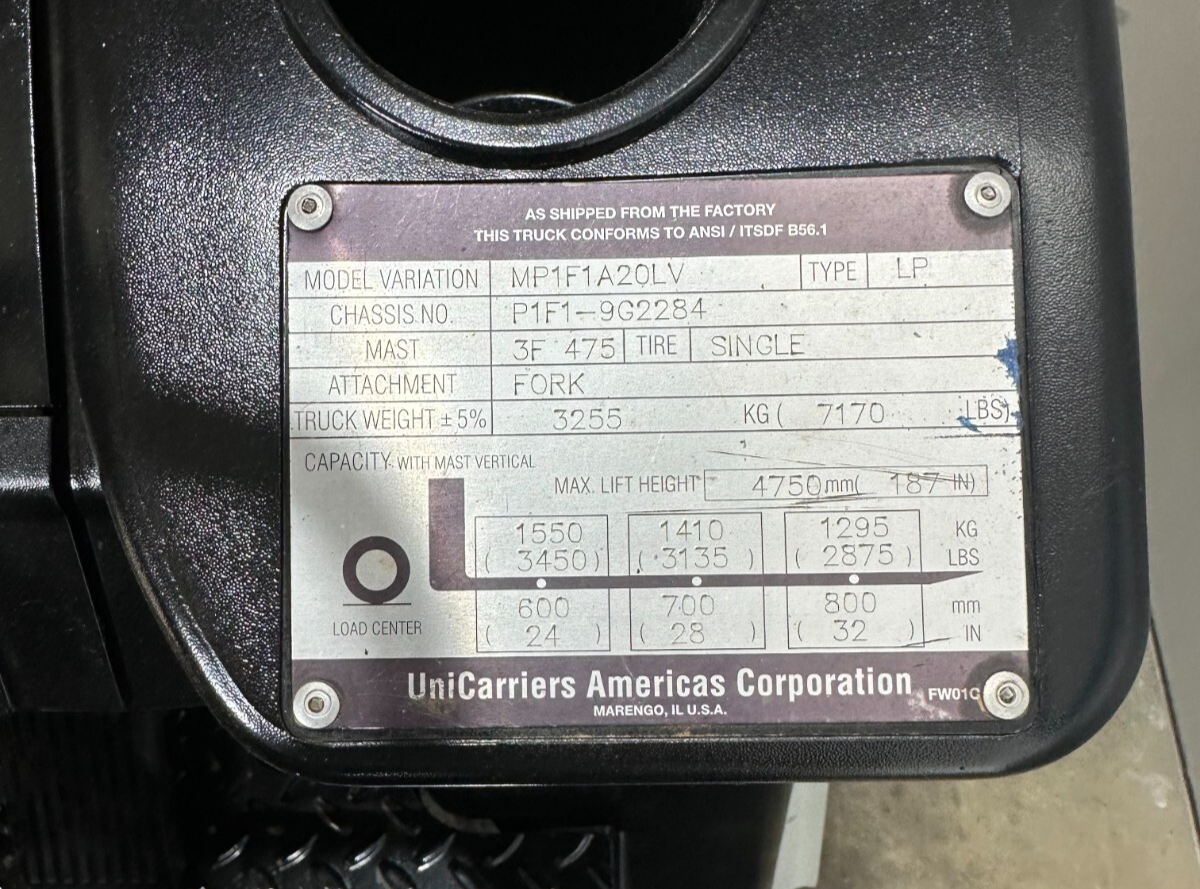 AS SHIPPED FROM THE FACTORY
THIS TRUCK CONFORMS TO ANSI / ITSDF B56.1
MODEL VARIATION MP1F1A20LV TYPE LP
CHASSIS NO. P1F1-9G2284
MAST 3F 475 TIRE SINGLE
ATTACHMENT FORK
TRUCK WEIGHT ± 5% 3255 KG ( 7170 LBS)
CAPACITY WITH MAST VERTICAL
MAX. LIFT HEIGHT 4750 mm( 187 IN)
1550 1410 1295 KG
( 3450 ) ( 3135 ) ( 2875 ) LBS
600 700 800 mm
( 24 ) ( 28 ) ( 32 ) IN
LOAD CENTER
UniCarriers Americas Corporation FW01C
MARENGO, IL U.S.A.